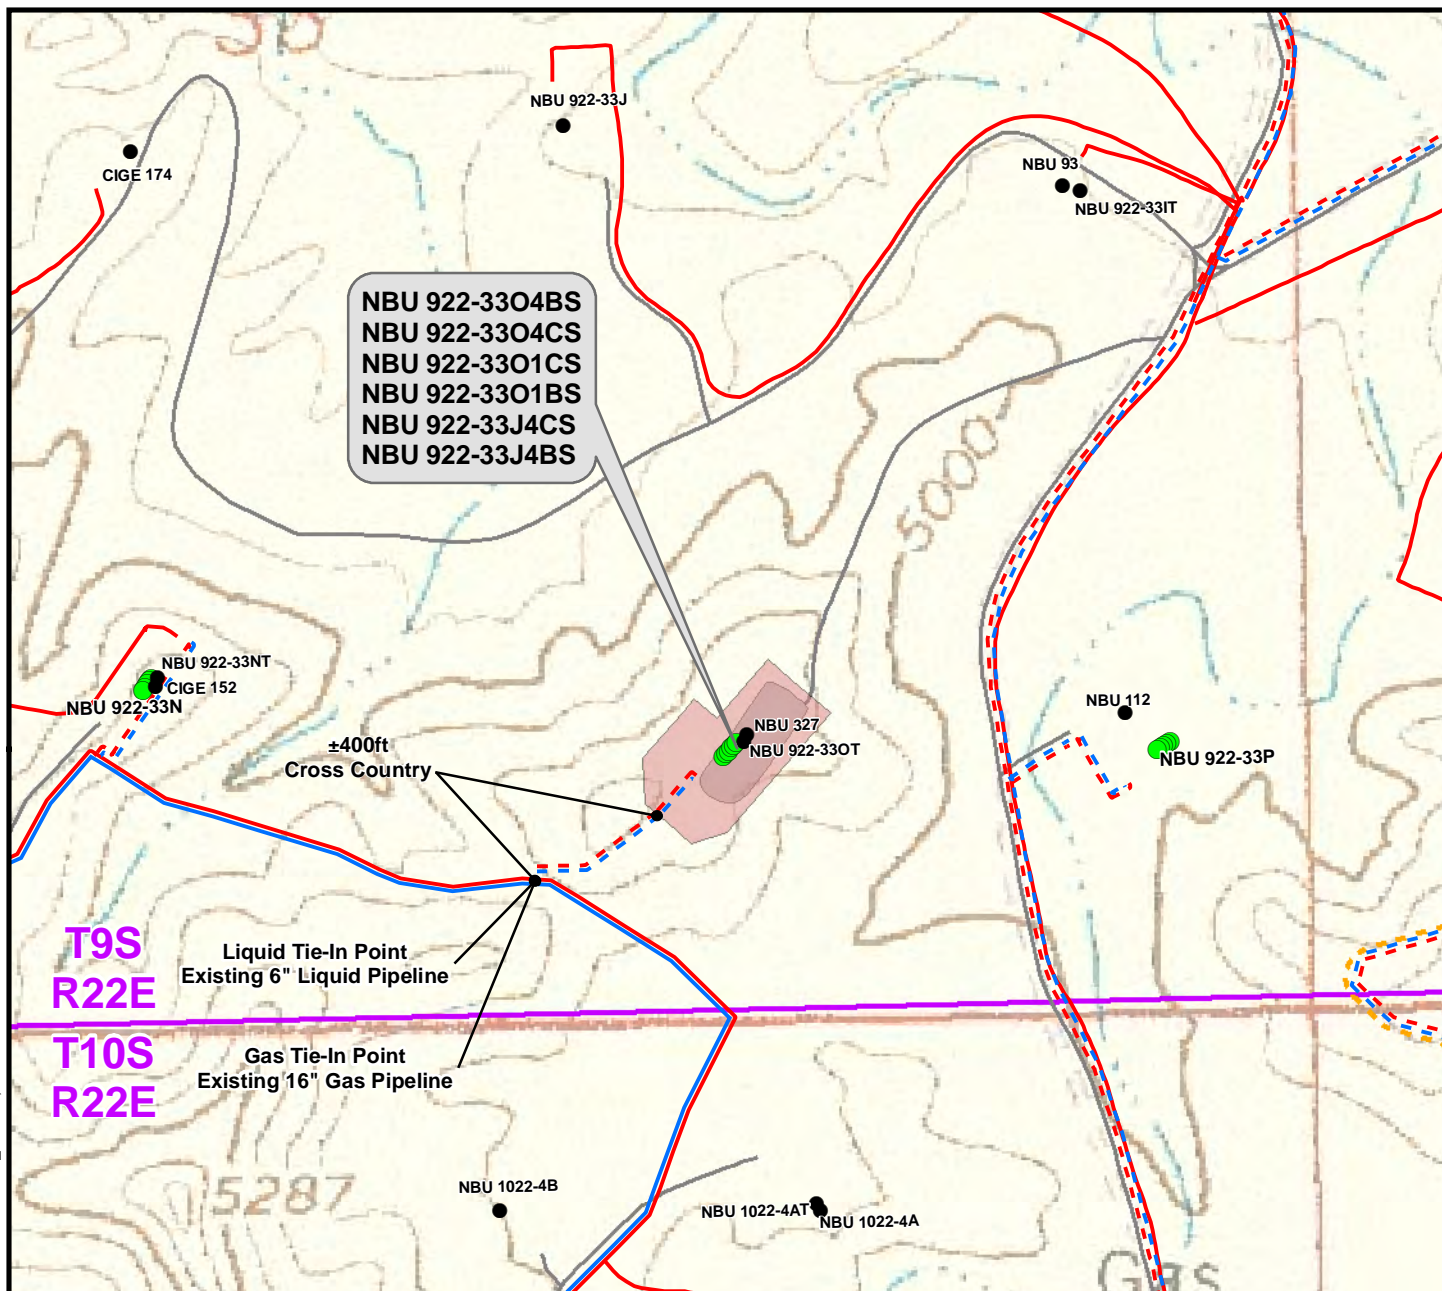 NBU 922-33J
CIGE 174
NBU 93
NBU 922-33IT
NBU 922-33O4BS
NBU 922-33O4CS
NBU 922-33O1CS
NBU 922-33O1BS
NBU 922-33J4CS
NBU 922-33J4BS
5000
NBU 922-33NT
CIGE 152
NBU 922-33N
NBU 112
NBU 327
NBU 922-33OT
NBU 922-33P
±400ft
Cross Country
T9S
R22E
Liquid Tie-In Point
Existing 6" Liquid Pipeline
T10S
R22E
Gas Tie-In Point
Existing 16" Gas Pipeline
5287
NBU 1022-4B
NBU 1022-4AT
NBU 1022-4A
Gas